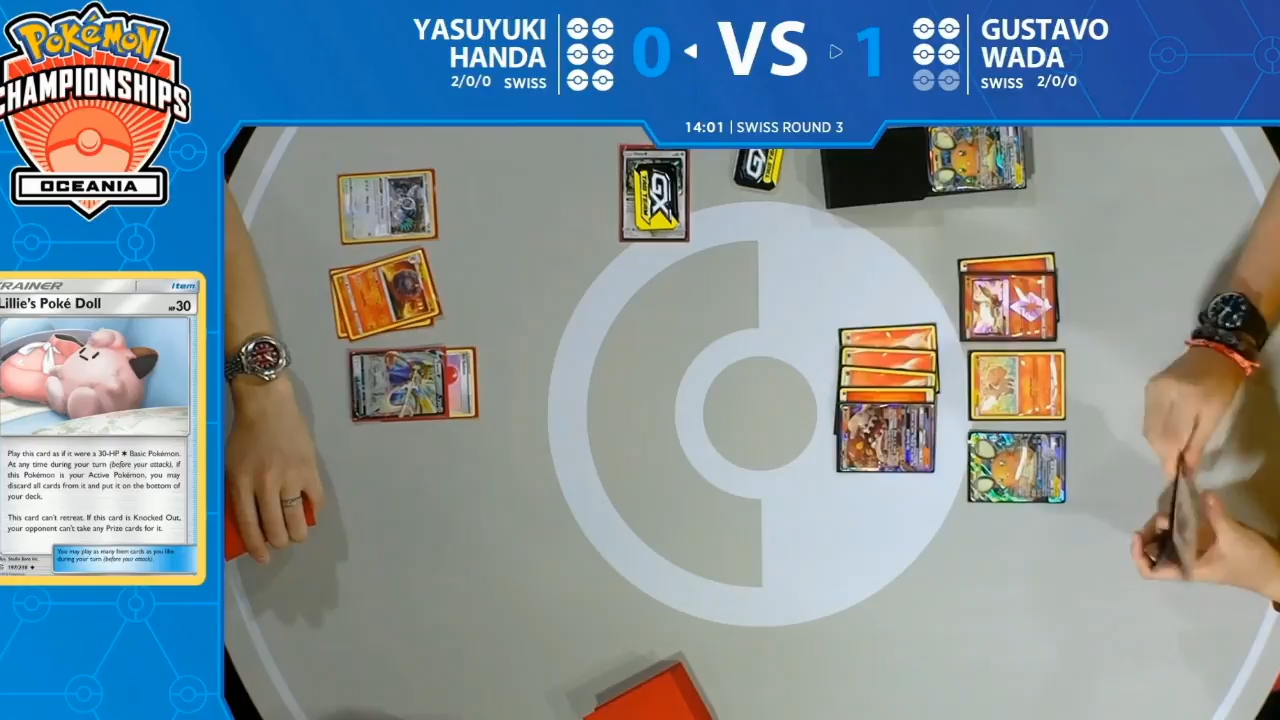 Pokémon
CHAMPIONSHIPS
OCEANIA
YASUYUKI
HANDA
2/0/0 SWISS
0
VS
1
GUSTAVO
WADA
SWISS 2/0/0
14:01 | SWISS ROUND 3
RAINER
Item
Lillie's Poké Doll
HP30
Play this card as if it were a 30-HP Basic Pokémon.
At any time during your turn (before your attack), if
this Pokémon is your Active Pokémon, you may
discard all cards from it and put it on the bottom of
your deck.
This card can't retreat. If this card is Knocked Out,
your opponent can't take any Prize cards for it.
You may play as many Item cards as you like
during your turn (before your attack).
GX
TAG TEAM